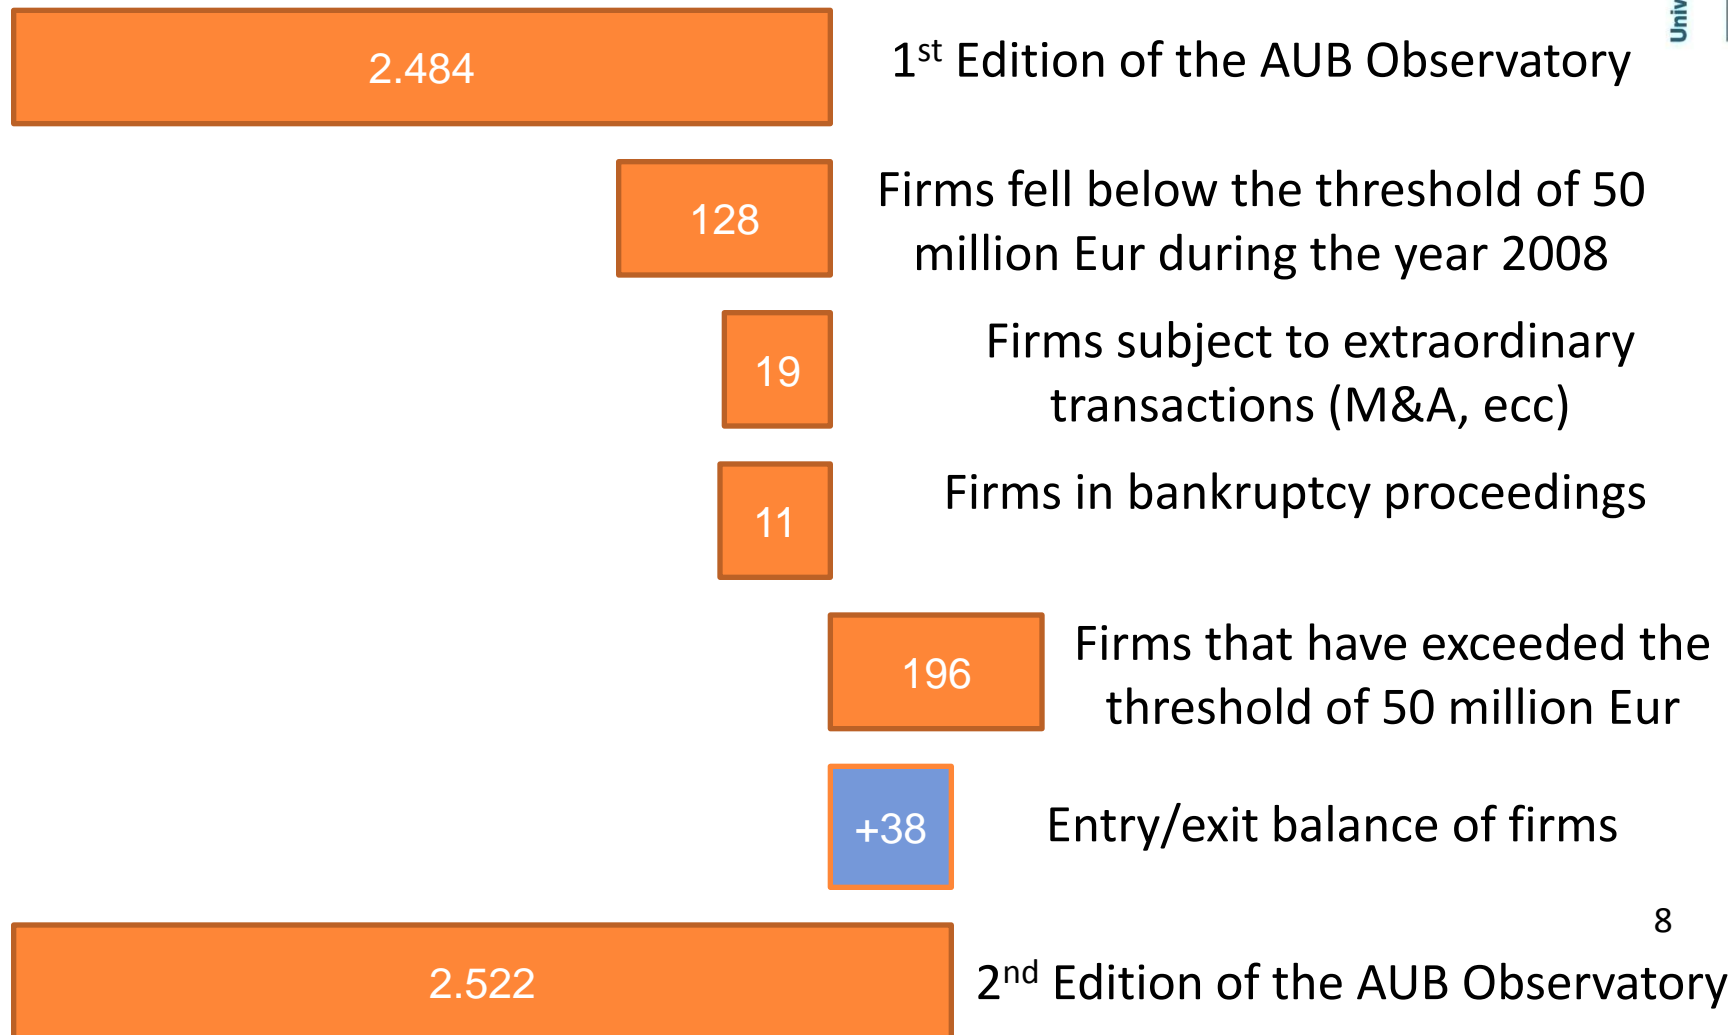 Univ
2.484 1st Edition of the AUB Observatory
128 Firms fell below the threshold of 50
million Eur during the year 2008
19 Firms subject to extraordinary
transactions (M&A, ecc)
11 Firms in bankruptcy proceedings
196 Firms that have exceeded the
threshold of 50 million Eur
+38 Entry/exit balance of firms
8
2.522 2nd Edition of the AUB Observatory